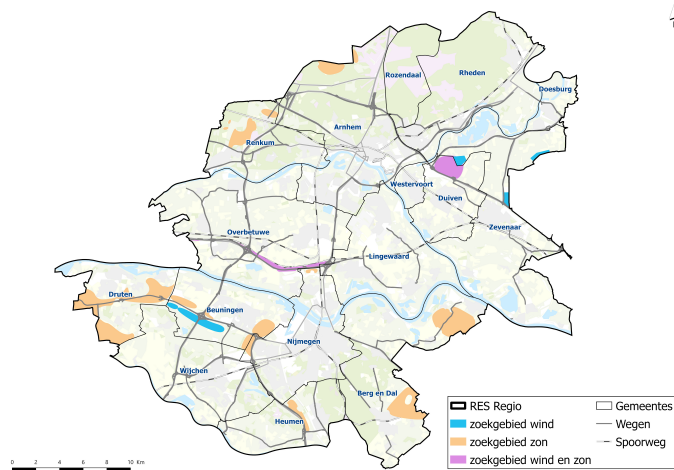 Rozendaal
Rheden
Doesburg
Arnhem
Renkum
Westervoort
Duiven
Zevenaar
Overbetuwe
Lingewaard
Druten
Beuningen
Nijmegen
Wijchen
Berg en Dal
Heumen
RES Regio
Gemeentes
zoekgebied wind
Wegen
zoekgebied zon
Spoorweg
zoekgebied wind en zon
0 2 4 6 8 10 Km